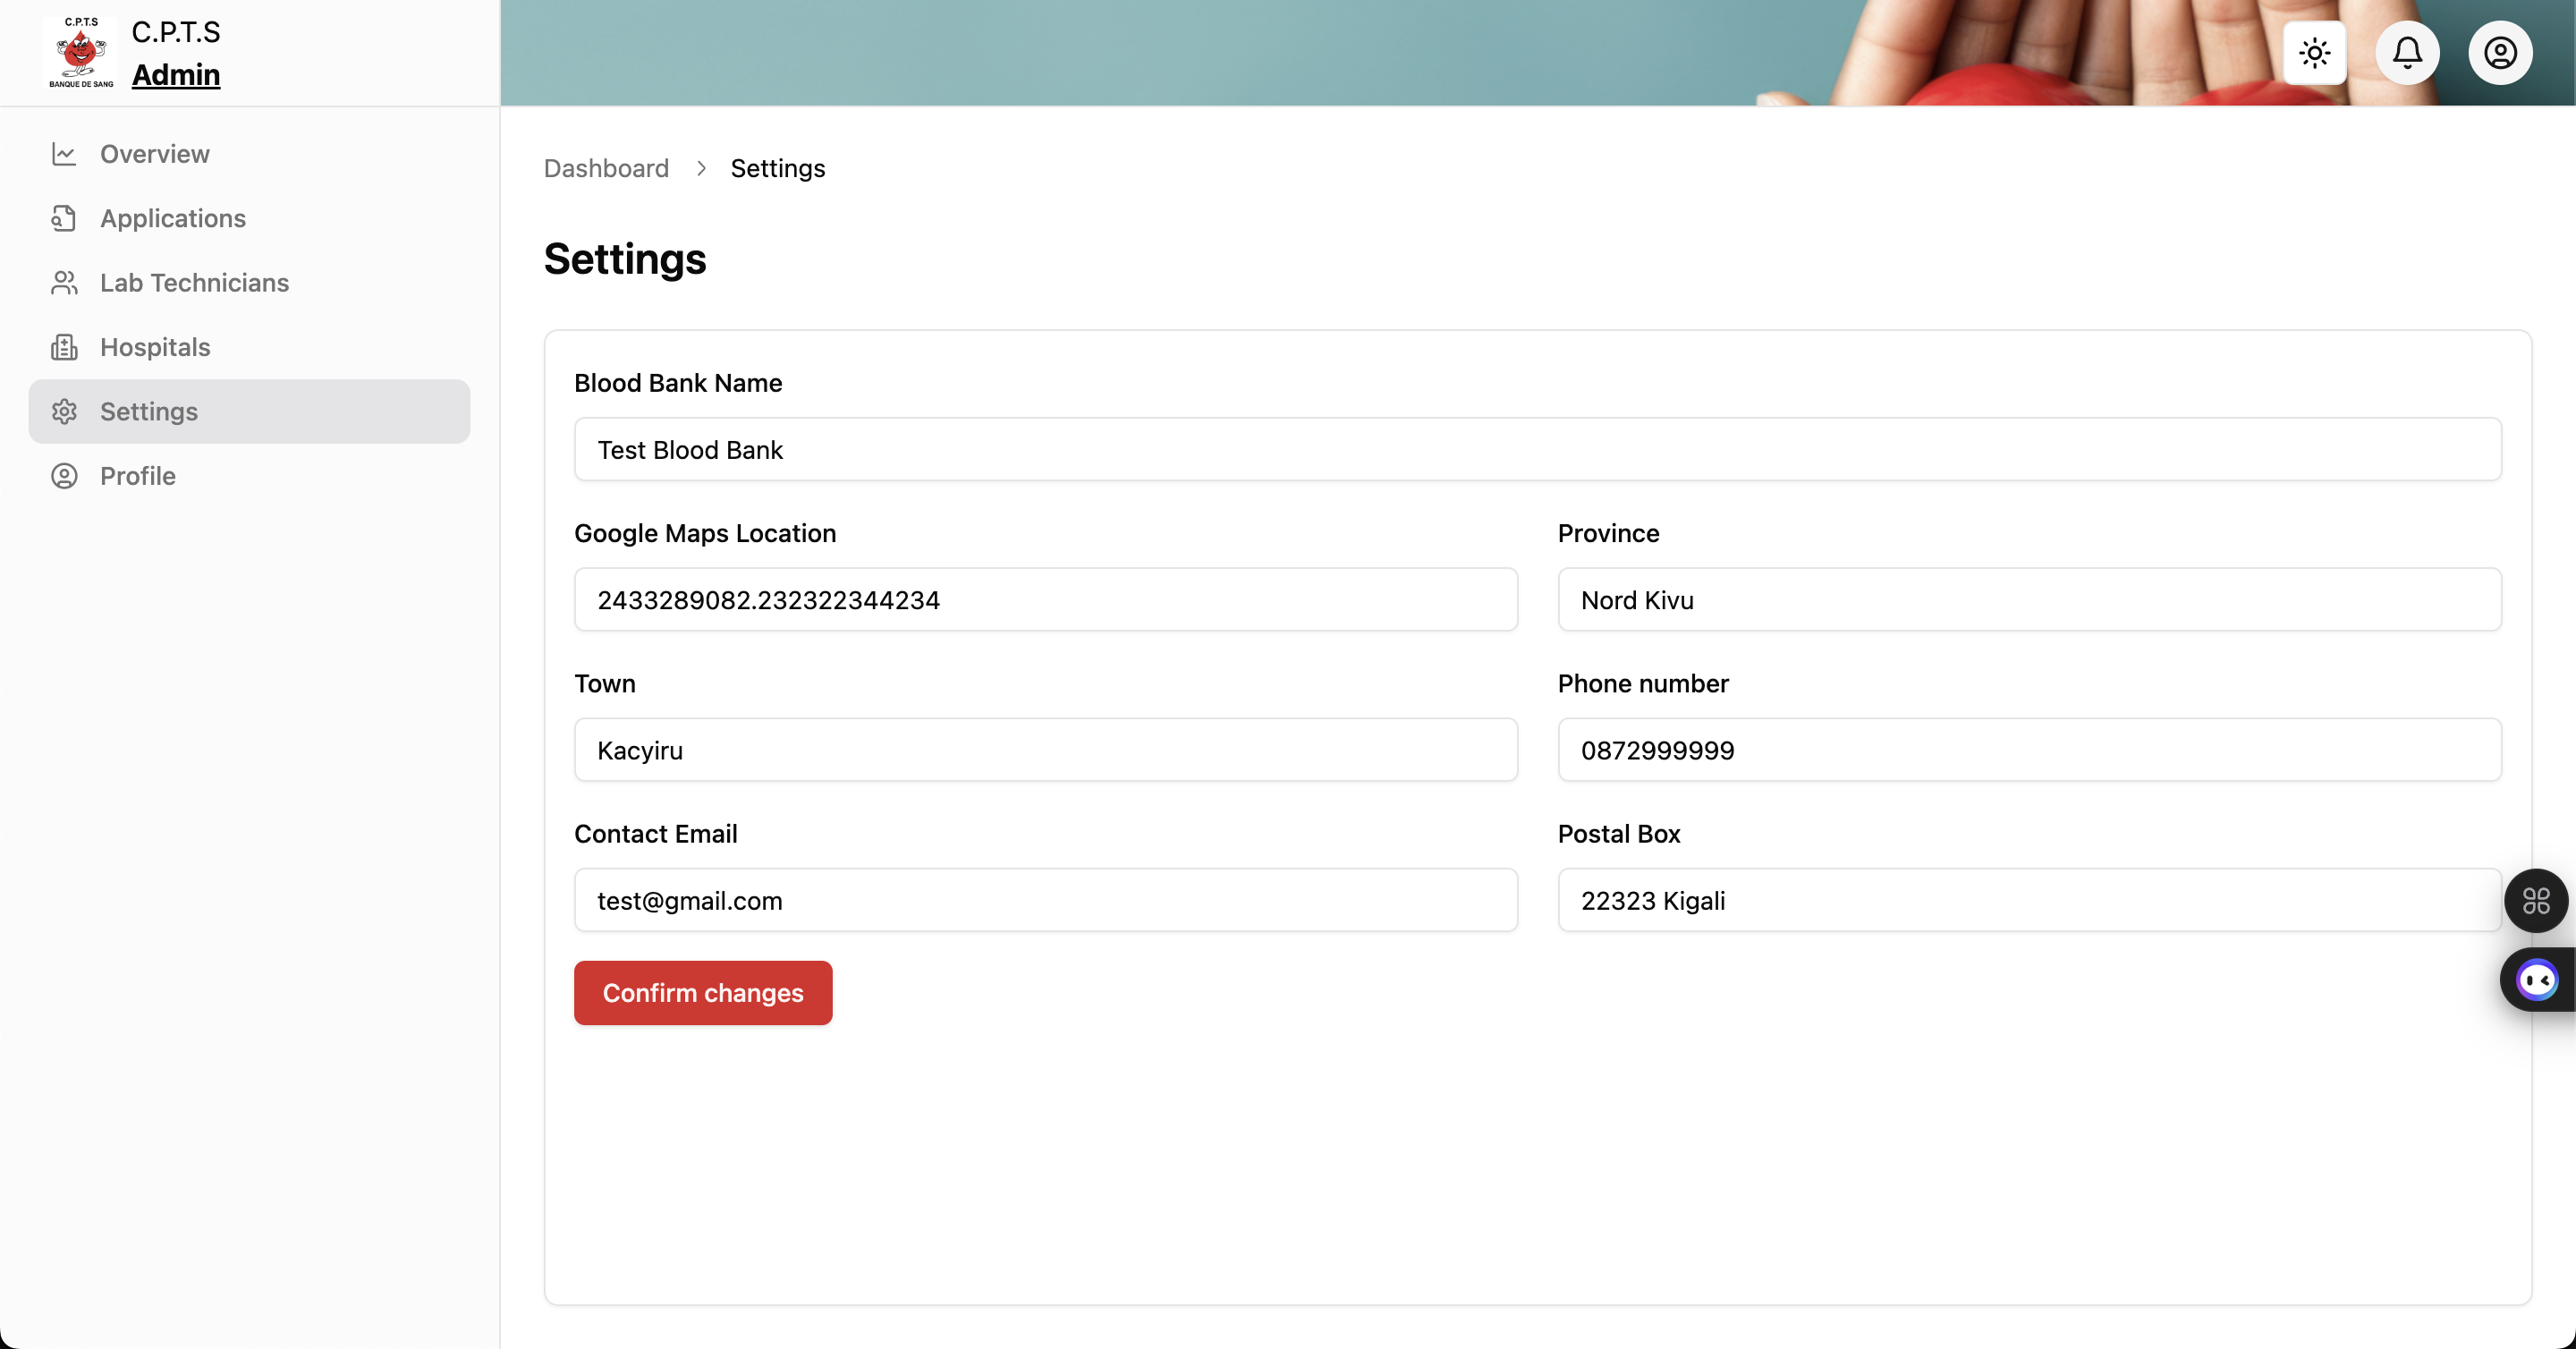 C.P.T.S
BANQUE DE SANG
C.P.T.S
Admin
Overview
Applications
Lab Technicians
Hospitals
Settings
Profile
Dashboard > Settings
Settings
Blood Bank Name
Test Blood Bank
Google Maps Location
2433289082.232322344234
Province
Nord Kivu
Town
Kacyiru
Phone number
0872999999
Contact Email
test@gmail.com
Postal Box
22323 Kigali
Confirm changes